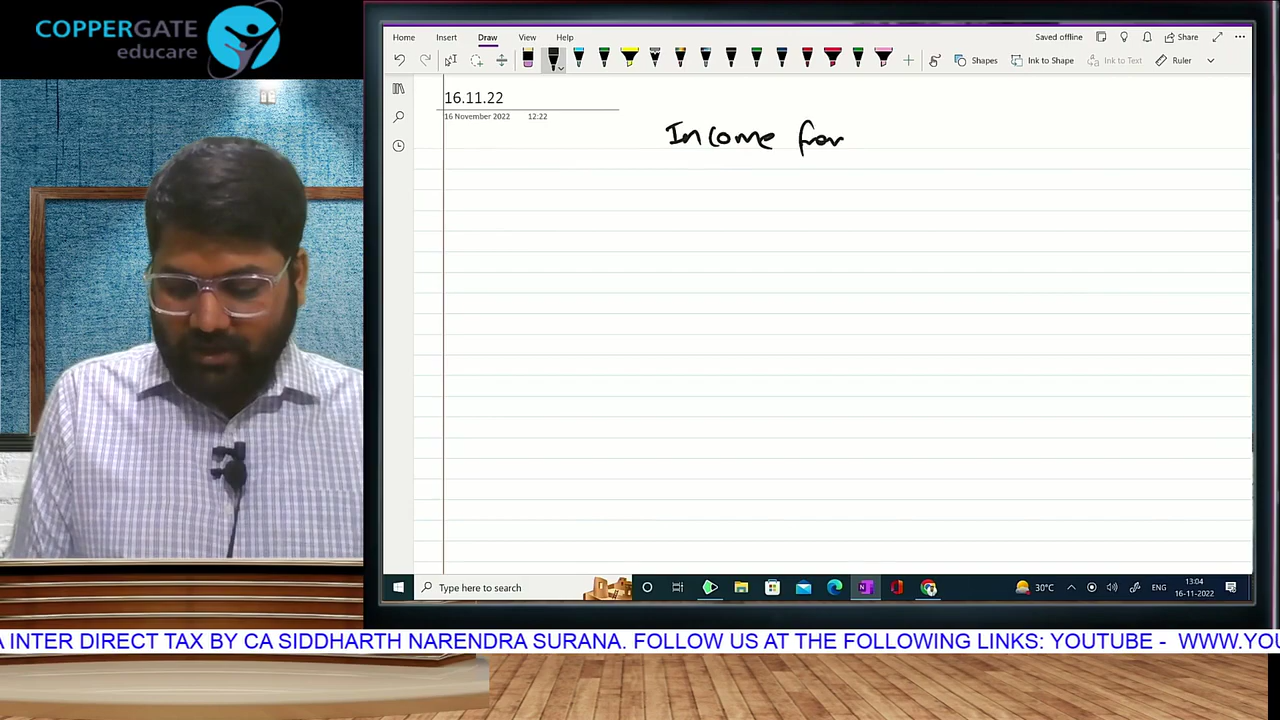 COPPERGATE
educare
Home Insert Draw View Help
Saved offline Share
Shapes Ink to Shape Ink to Text Ruler
16.11.22
16 November 2022 12:22
Income fro
Type here to search
30°C ENG 13:04
16-11-2022
A INTER DIRECT TAX BY CA SIDDHARTH NARENDRA SURANA. FOLLOW US AT THE FOLLOWING LINKS: YOUTUBE - WWW.YOU